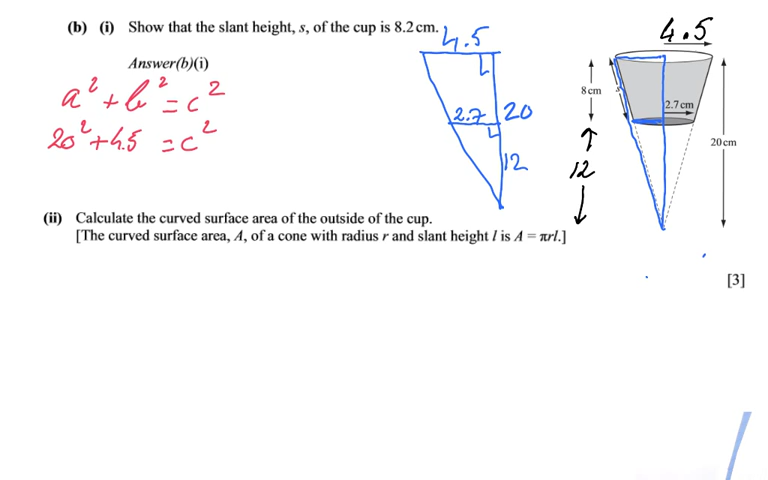 (b) (i) Show that the slant height, s, of the cup is 8.2 cm.
4.5
4.5
Answer(b)(i)
a² + b² = c²
20² + 4.5 = c²
2.7
20
12
8 cm
s
2.7 cm
20 cm
12
(ii) Calculate the curved surface area of the outside of the cup.
[The curved surface area, A, of a cone with radius r and slant height l is A = πrl.]
[3]